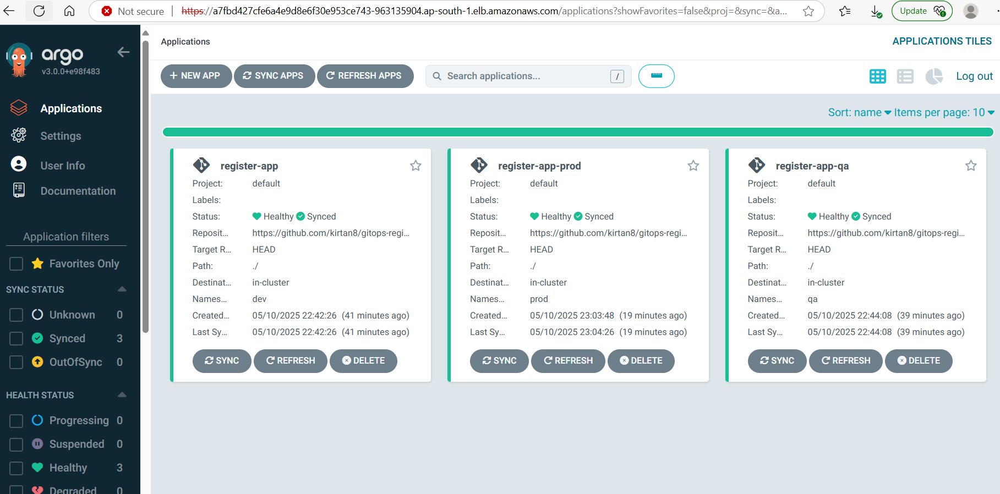 Not secure
https://a7fbd427cfe6a4e9d8e6f30e953ce743-963135904.ap-south-1.elb.amazonaws.com/applications?showFavorites=false&proj=&sync=&a...
Update
argo
v3.0.0+e98f483
Applications
Settings
User Info
Documentation
Application filters
Favorites Only
SYNC STATUS
Unknown 0
Synced 3
OutOfSync 0
HEALTH STATUS
Progressing 0
Suspended 0
Healthy 3
Degraded 0
Applications
APPLICATIONS TILES
+ NEW APP
SYNC APPS
REFRESH APPS
Search applications...
/
Log out
Sort: name
Items per page: 10
register-app
Project: default
Labels:
Status: Healthy Synced
Reposit... https://github.com/kirtan8/gitops-regi...
Target R... HEAD
Path: ./
Destinat... in-cluster
Names... dev
Created... 05/10/2025 22:42:26 (41 minutes ago)
Last Sy... 05/10/2025 22:42:26 (41 minutes ago)
SYNC REFRESH DELETE
register-app-prod
Project: default
Labels:
Status: Healthy Synced
Reposit... https://github.com/kirtan8/gitops-regi...
Target R... HEAD
Path: ./
Destinat... in-cluster
Names... prod
Created... 05/10/2025 23:03:48 (19 minutes ago)
Last Sy... 05/10/2025 23:04:26 (19 minutes ago)
SYNC REFRESH DELETE
register-app-qa
Project: default
Labels:
Status: Healthy Synced
Reposit... https://github.com/kirtan8/gitops-regi...
Target R... HEAD
Path: ./
Destinat... in-cluster
Names... qa
Created... 05/10/2025 22:44:08 (39 minutes ago)
Last Sy... 05/10/2025 22:44:08 (39 minutes ago)
SYNC REFRESH DELETE